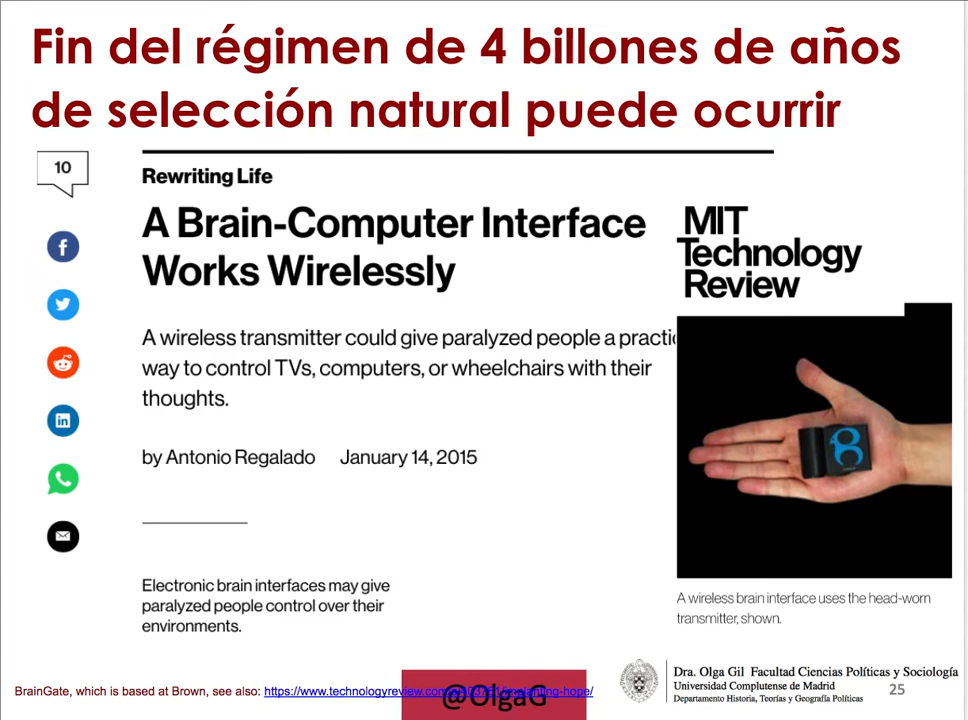 Fin del régimen de 4 billones de años
de selección natural puede ocurrir
10
Rewriting Life
A Brain-Computer Interface
Works Wirelessly
MIT
Technology
Review
A wireless transmitter could give paralyzed people a practic
way to control TVs, computers, or wheelchairs with their
thoughts.
by Antonio Regalado January 14, 2015
Electronic brain interfaces may give
paralyzed people control over their
environments.
A wireless brain interface uses the head-worn
transmitter, shown.
BrainGate, which is based at Brown, see also:
@OlgaG
Dra. Olga Gil Facultad Ciencias Políticas y Sociología
Universidad Complutense de Madrid
Departamento Historia, Teorías y Geografía Políticas
25